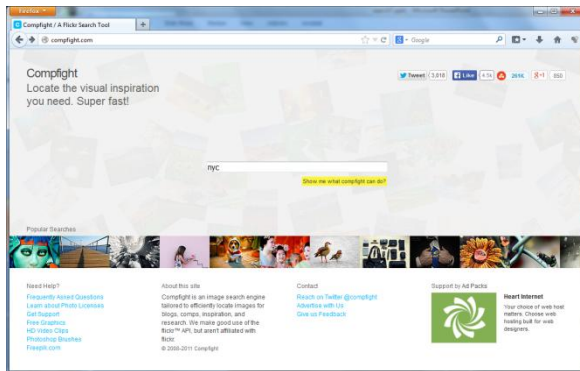 Firefox
Compfight / A Flickr Search Tool
compfight.com
Google
Compfight
Locate the visual inspiration
you need. Super fast!
Tweet
3,018
Like
269K
+1
nyc
Show me what compfight can do?
Popular Searches
Need Help?
Frequently Asked Questions
Learn about Photo Licenses
Get Support
Free Graphics
HD Video Clips
Photoshop Brushes
Freepik.com
About this site
Compfight is an image search engine
tailored to efficiently locate images for
blogs, comps, inspiration, and
research. We make good use of the
flickr™ API, but aren't affiliated with
flickr.
© 2008-2011 Compfight
Contact
Reach on Twitter @compfight
Advertise with Us
Give us Feedback
Support by Ad Packs
Heart Internet
Your choice of web host
matters. Choose web
hosting built for web
designers.